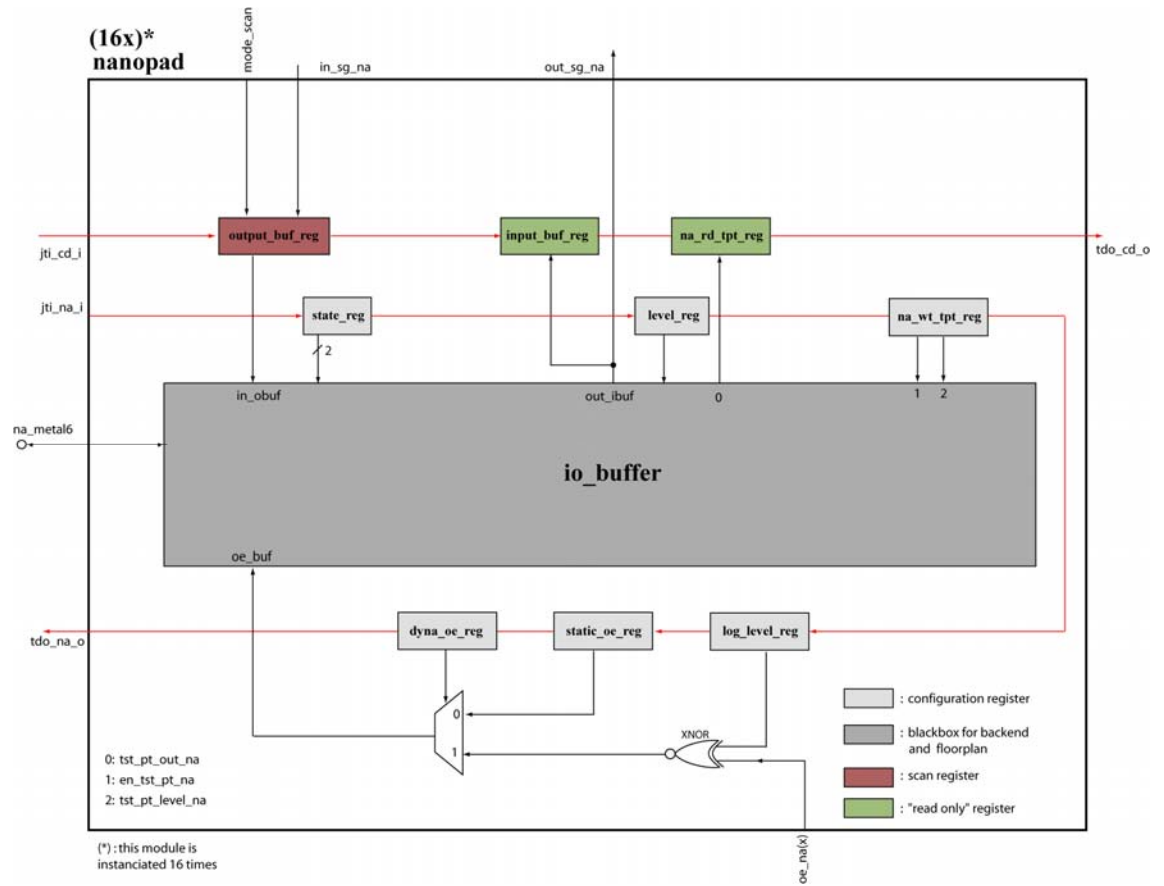 (16x)*
nanopad
mode_scan
in_sg_na
out_sg_na
output_buf_reg
input_buf_reg
na_rd_tpt_reg
jti_cd_i
tdo_cd_o
jti_na_i
state_reg
level_reg
na_wt_tpt_reg
2
in_obuf
out_ibuf
0
1
2
na_metal6
io_buffer
oe_buf
dyna_oe_reg
static_oe_reg
log_level_reg
tdo_na_o
0
1
XNOR
: configuration register
: blackbox for backend
and floorplan
: scan register
: "read only" register
0: tst_pt_out_na
1: en_tst_pt_na
2: tst_pt_level_na
oe_na(x)
(*) : this module is
instanciated 16 times